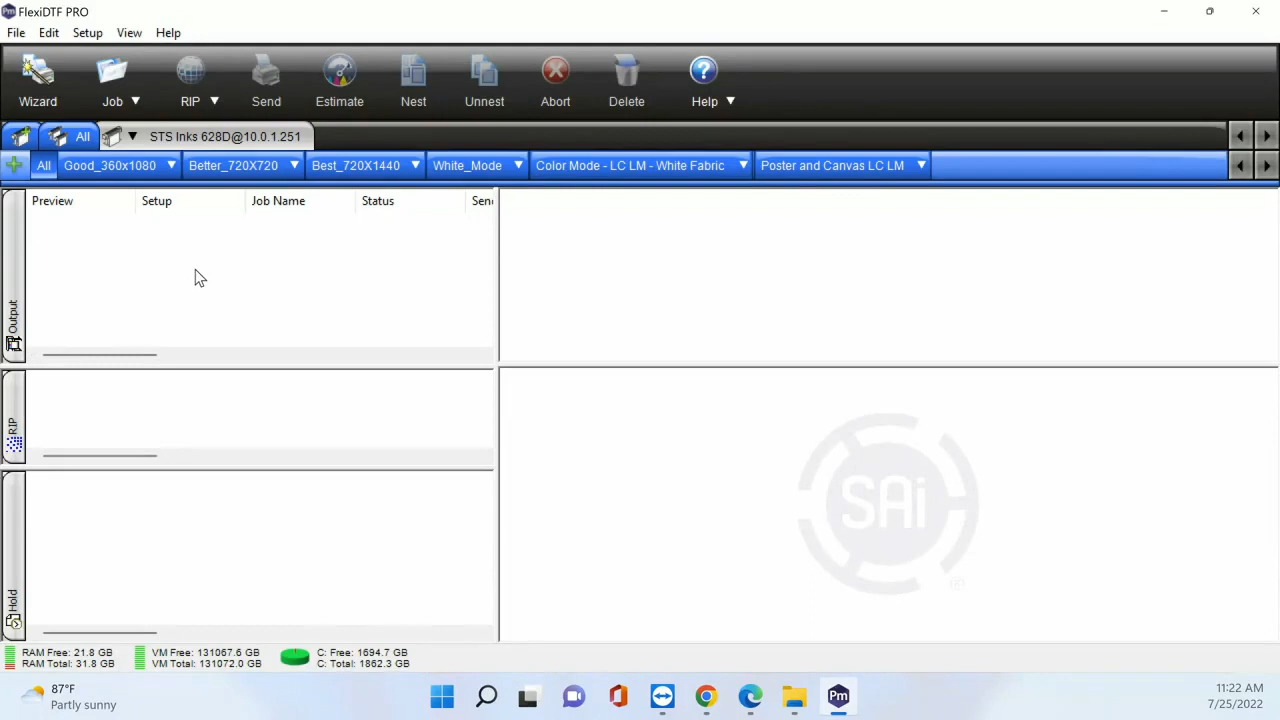 Pm FlexiDTF PRO
File Edit Setup View Help
Wizard Job RIP Send Estimate Nest Unnest Abort Delete Help
All STS Inks 628D@10.0.1.251
All Good_360x1080 Better_720X720 Best_720X1440 White_Mode Color Mode - LC LM - White Fabric Poster and Canvas LC LM
Preview Setup Job Name Status Sen
Output
RIP
Hold
SAi
®
RAM Free: 21.8 GB VM Free: 131067.6 GB C: Free: 1694.7 GB
RAM Total: 31.8 GB VM Total: 131072.0 GB C: Total: 1862.3 GB
87°F
Partly sunny
Pm
11:22 AM
7/25/2022